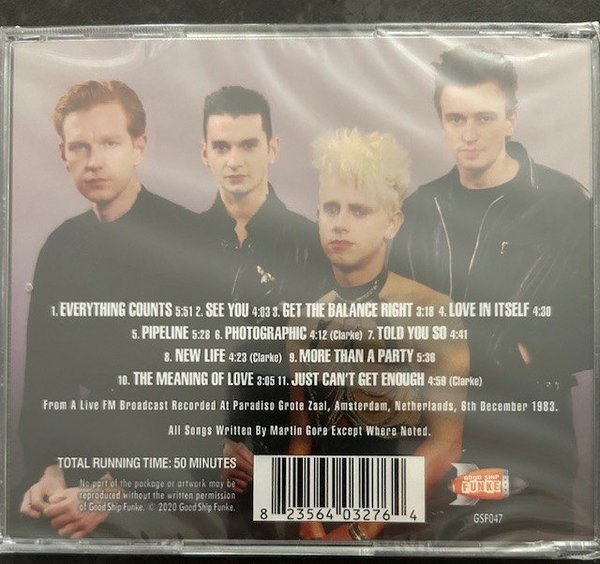 1. EVERYTHING COUNTS 5:51 2. SEE YOU 4:03 3. GET THE BALANCE RIGHT 3:18 4. LOVE IN ITSELF 4:30
5. PIPELINE 5:28 6. PHOTOGRAPHIC 4:12 (Clarke) 7. TOLD YOU SO 4:41
8. NEW LIFE 4:23 (Clarke) 9. MORE THAN A PARTY 5:38
10. THE MEANING OF LOVE 3:05 11. JUST CAN'T GET ENOUGH 4:59 (Clarke)
From A Live FM Broadcast Recorded At Paradiso Grote Zaal, Amsterdam, Netherlands, 8th December 1983.
All Songs Written By Martin Gore Except Where Noted.
TOTAL RUNNING TIME: 50 MINUTES
No part of the package or artwork may be
reproduced without the written permission
of Good Ship Funke. © 2020 Good Ship Funke.
8 23564 03276 4
GOOD SHIP
FUNKE
GSF047